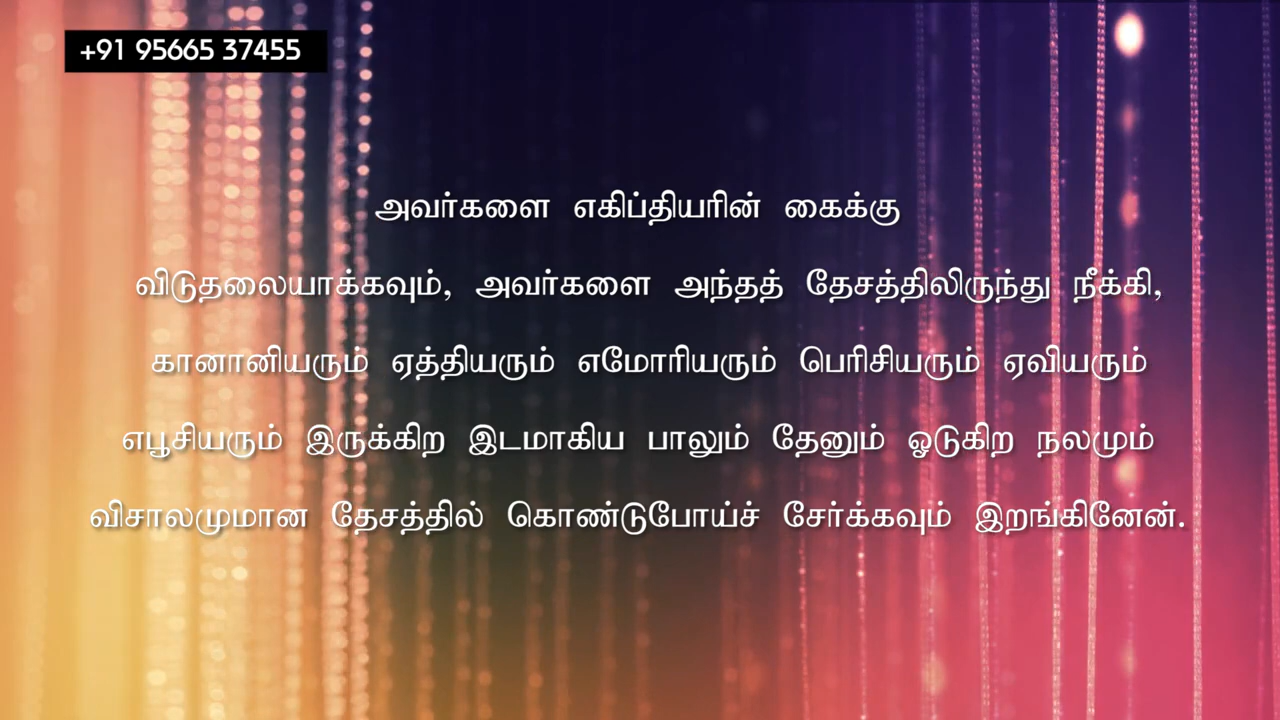 +91 95665 37455
அவர்களை எகிப்தியரின் கைக்கு
விடுதலையாக்கவும், அவர்களை அந்தத் தேசத்திலிருந்து நீக்கி,
கானானியரும் ஏத்தியரும் எமோரியரும் பெரிசியரும் ஏவியரும்
எபூசியரும் இருக்கிற இடமாகிய பாலும் தேனும் ஓடுகிற நலமும்
விசாலமுமான தேசத்தில் கொண்டுபோய்ச் சேர்க்கவும் இறங்கினேன்.